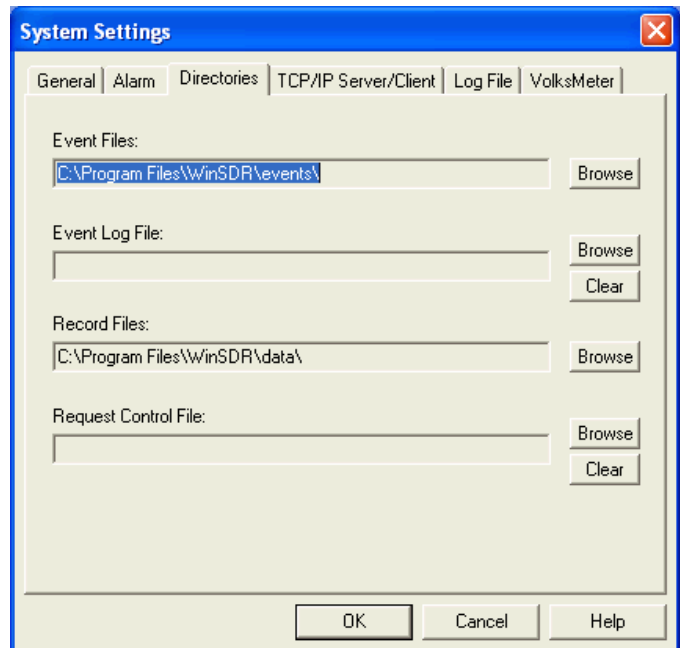 System Settings
General Alarm Directories TCP/IP Server/Client Log File VolksMeter
Event Files:
C:\Program Files\WinSDR\events\ Browse
Event Log File:
Browse
Clear
Record Files:
C:\Program Files\WinSDR\data\ Browse
Request Control File:
Browse
Clear
OK Cancel Help